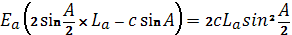 E_a (2 sin A/2 × L_a − c sin A) = 2cL_a sin² A/2